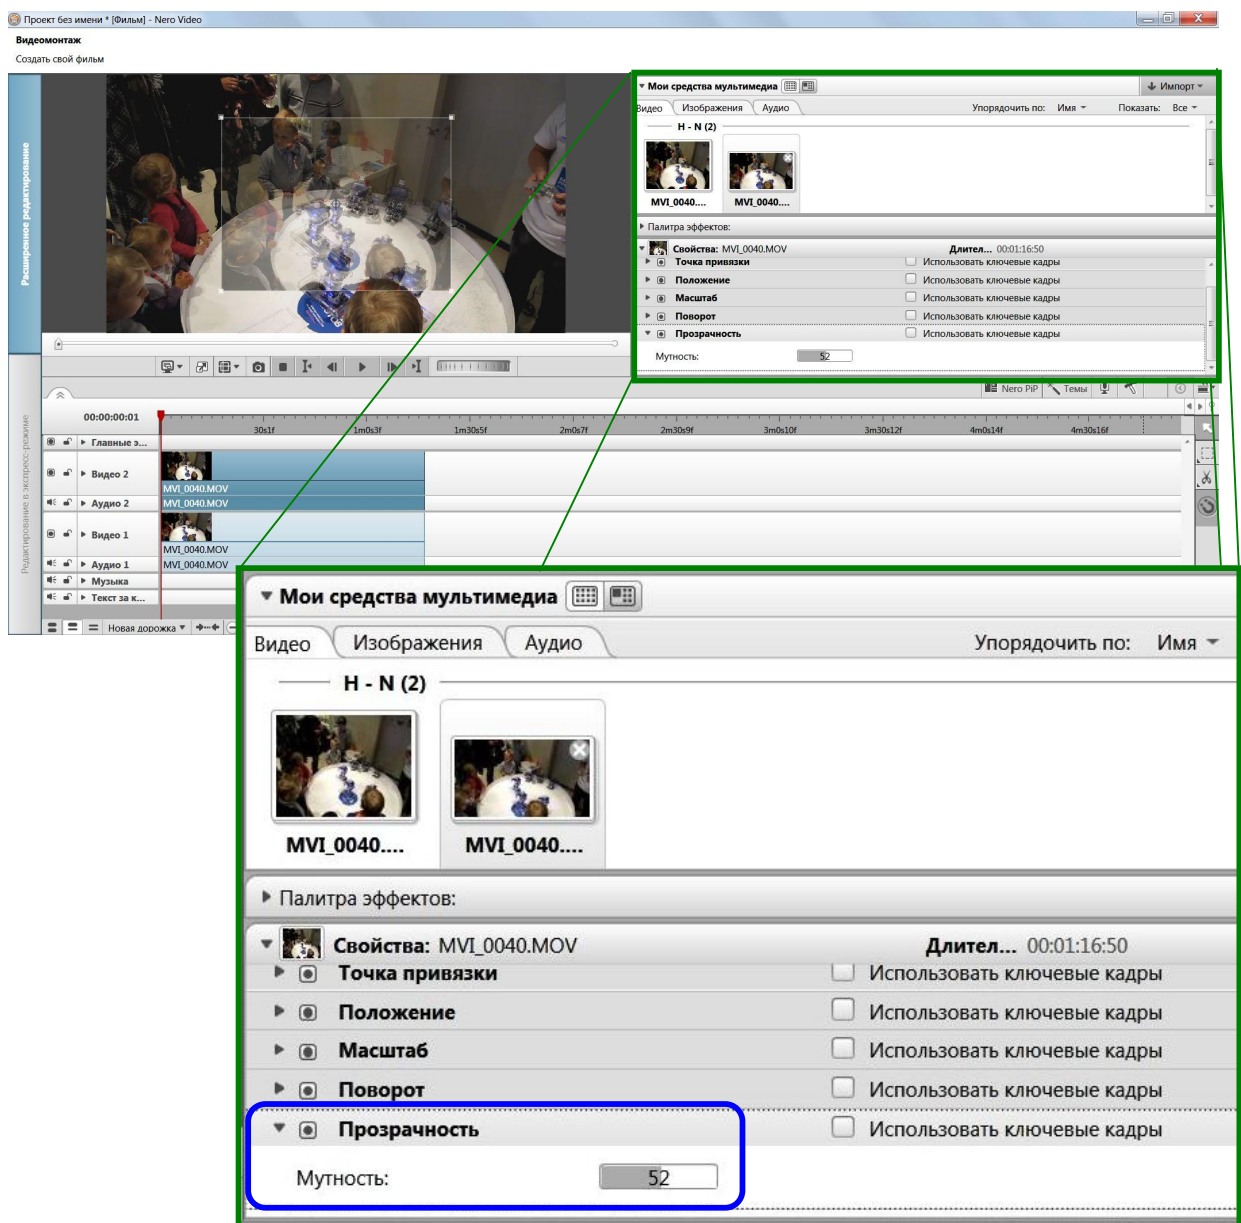 Проект без имени * [Фильм] - Nero Video
Видеомонтаж
Создать свой фильм
Расширенное редактирование
Редактирование в экспресс-режиме
Мои средства мультимедиа
Импорт
Видео Изображения Аудио Упорядочить по: Имя Показать: Все
H - N (2)
MVI_0040.... MVI_0040....
Палитра эффектов:
Свойства: MVI_0040.MOV Длител... 00:01:16:50
Точка привязки Использовать ключевые кадры
Положение Использовать ключевые кадры
Масштаб Использовать ключевые кадры
Поворот Использовать ключевые кадры
Прозрачность Использовать ключевые кадры
Мутность: 52
Nero PiP Темы
00:00:00:01
30s1f 1m0s3f 1m30s5f 2m0s7f 2m30s9f 3m0s10f 3m30s12f 4m0s14f 4m30s16f
Главные э...
Видео 2
MVI_0040.MOV
Аудио 2 MVI_0040.MOV
Видео 1
MVI_0040.MOV
Аудио 1 MVI_0040.MOV
Музыка
Текст за к...
Новая дорожка
Мои средства мультимедиа
Видео Изображения Аудио Упорядочить по: Имя
H - N (2)
MVI_0040.... MVI_0040....
Палитра эффектов:
Свойства: MVI_0040.MOV Длител... 00:01:16:50
Точка привязки Использовать ключевые кадры
Положение Использовать ключевые кадры
Масштаб Использовать ключевые кадры
Поворот Использовать ключевые кадры
Прозрачность Использовать ключевые кадры
Мутность: 52